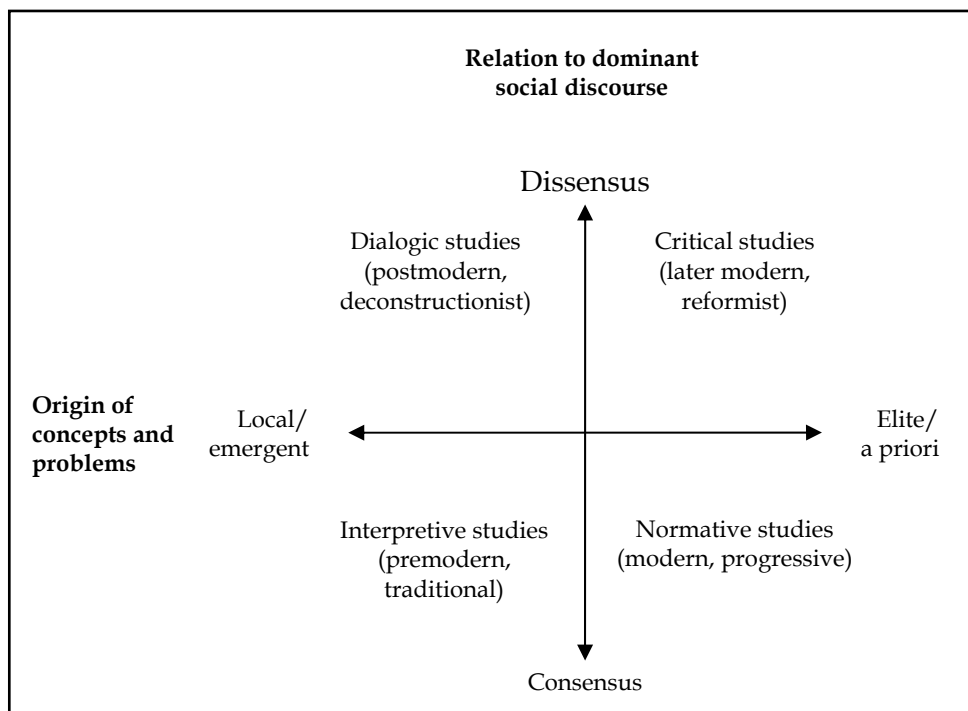 Relation to dominant
social discourse
Dissensus
Dialogic studies
(postmodern,
deconstructionist)
Critical studies
(later modern,
reformist)
Origin of
concepts and
problems
Local/
emergent
Elite/
a priori
Interpretive studies
(premodern,
traditional)
Normative studies
(modern, progressive)
Consensus